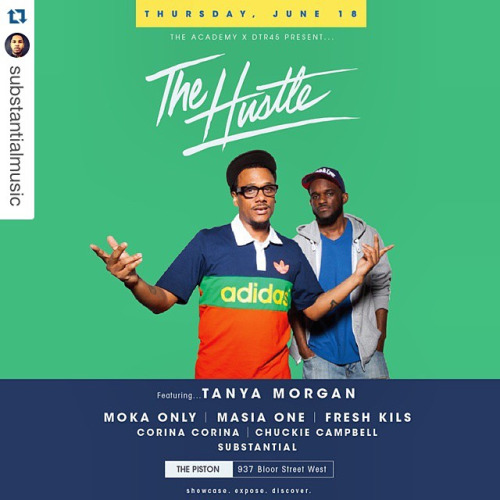 THURSDAY, JUNE 18
THE ACADEMY X DTR45 PRESENT...
substantialmusic
The Hustle
adidas
Featuring...TANYA MORGAN
MOKA ONLY | MASIA ONE | FRESH KILS
CORINA CORINA | CHUCKIE CAMPBELL
SUBSTANTIAL
THE PISTON 937 Bloor Street West
showcase. expose. discover.